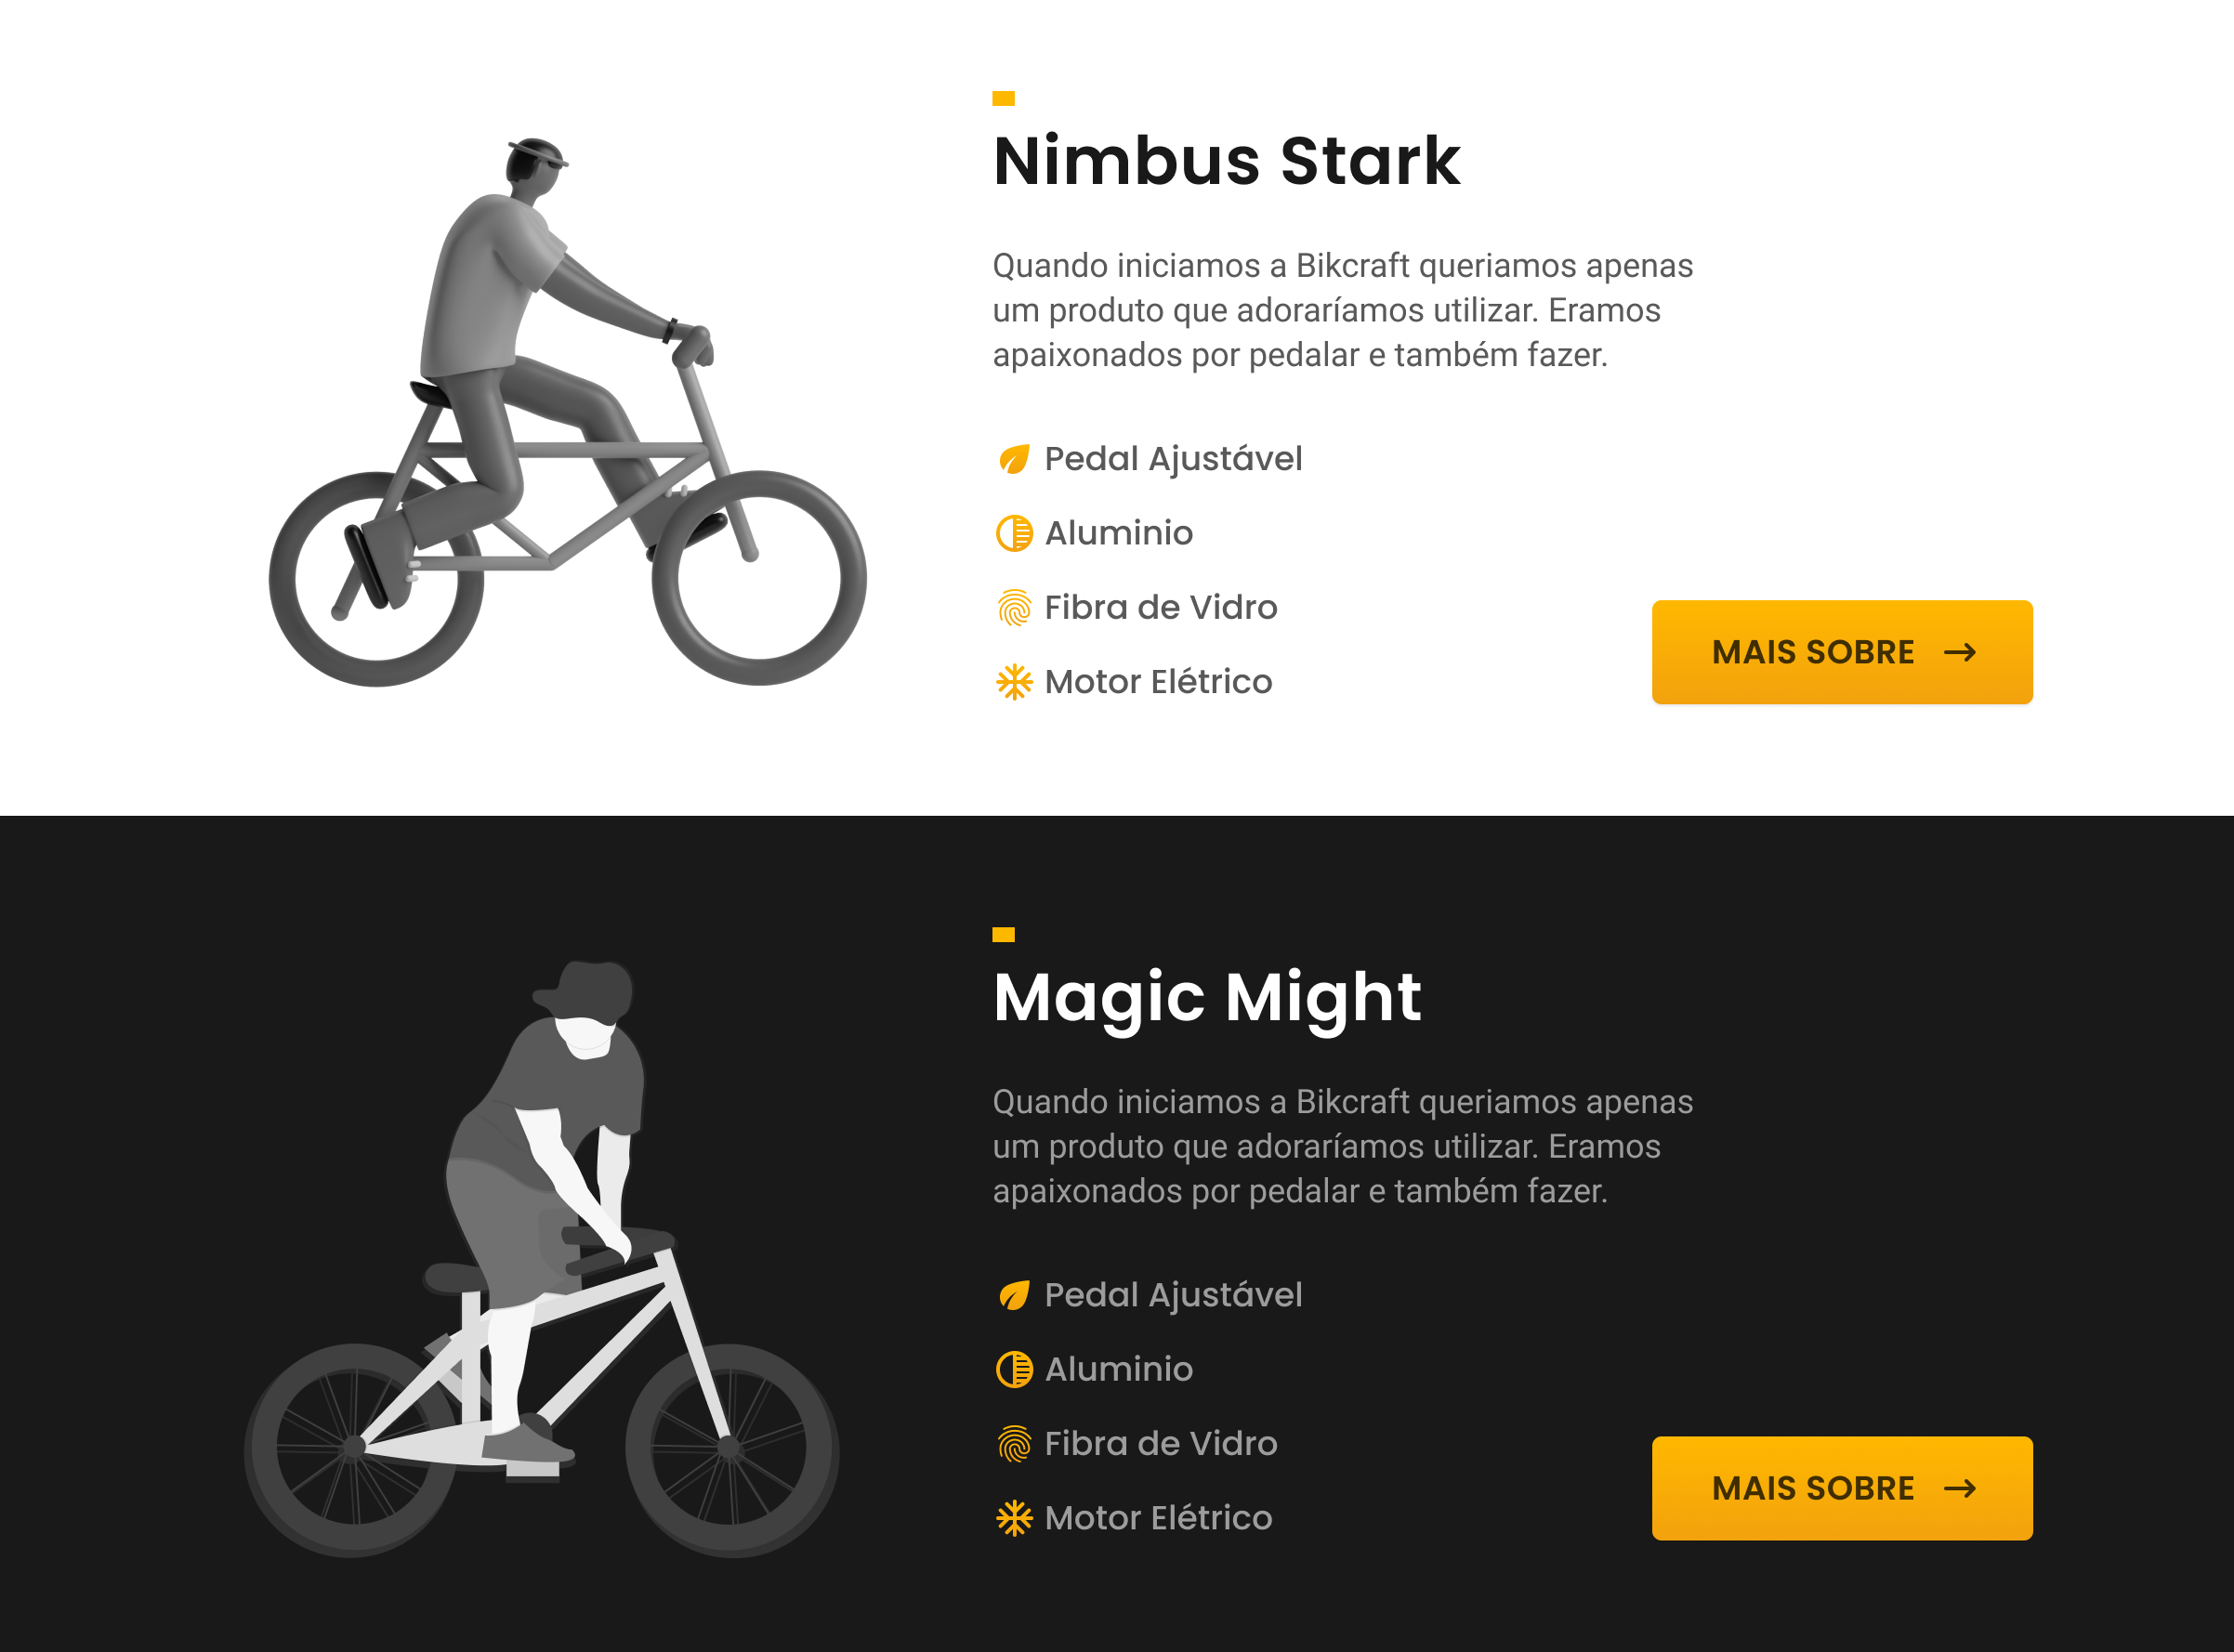 Nimbus Stark
Quando iniciamos a Bikcraft queriamos apenas
um produto que adoraríamos utilizar. Eramos
apaixonados por pedalar e também fazer.
Pedal Ajustável
Aluminio
Fibra de Vidro
Motor Elétrico
MAIS SOBRE →
Magic Might
Quando iniciamos a Bikcraft queriamos apenas
um produto que adoraríamos utilizar. Eramos
apaixonados por pedalar e também fazer.
Pedal Ajustável
Aluminio
Fibra de Vidro
Motor Elétrico
MAIS SOBRE →